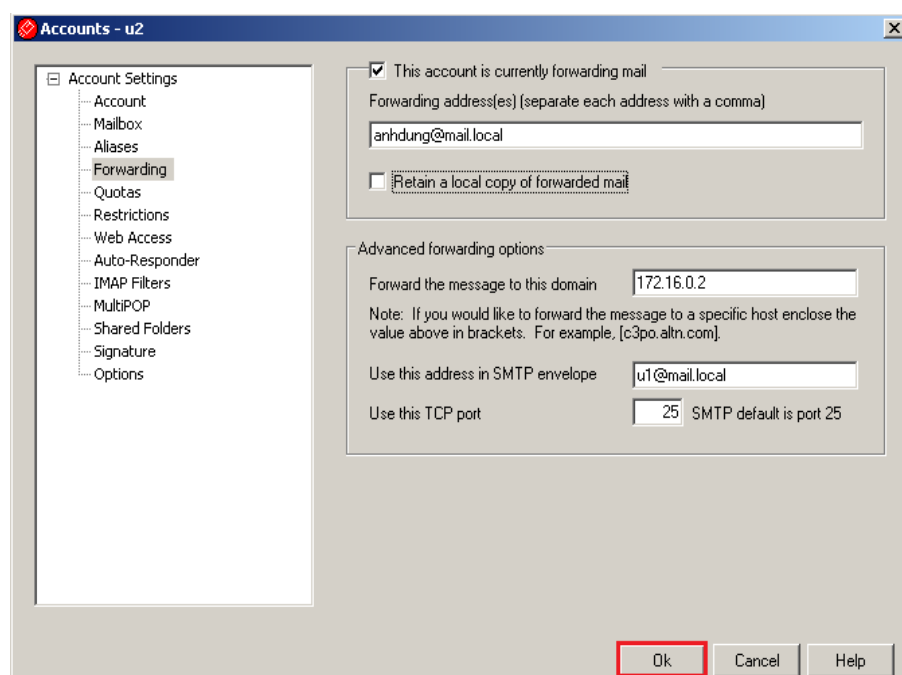 Accounts - u2
Account Settings
Account
Mailbox
Aliases
Forwarding
Quotas
Restrictions
Web Access
Auto-Responder
IMAP Filters
MultiPOP
Shared Folders
Signature
Options
This account is currently forwarding mail
Forwarding address(es) (separate each address with a comma)
anhdung@mail.local
Retain a local copy of forwarded mail
Advanced forwarding options
Forward the message to this domain 172.16.0.2
Note: If you would like to forward the message to a specific host enclose the
value above in brackets. For example, [c3po.altn.com].
Use this address in SMTP envelope u1@mail.local
Use this TCP port 25 SMTP default is port 25
Ok Cancel Help